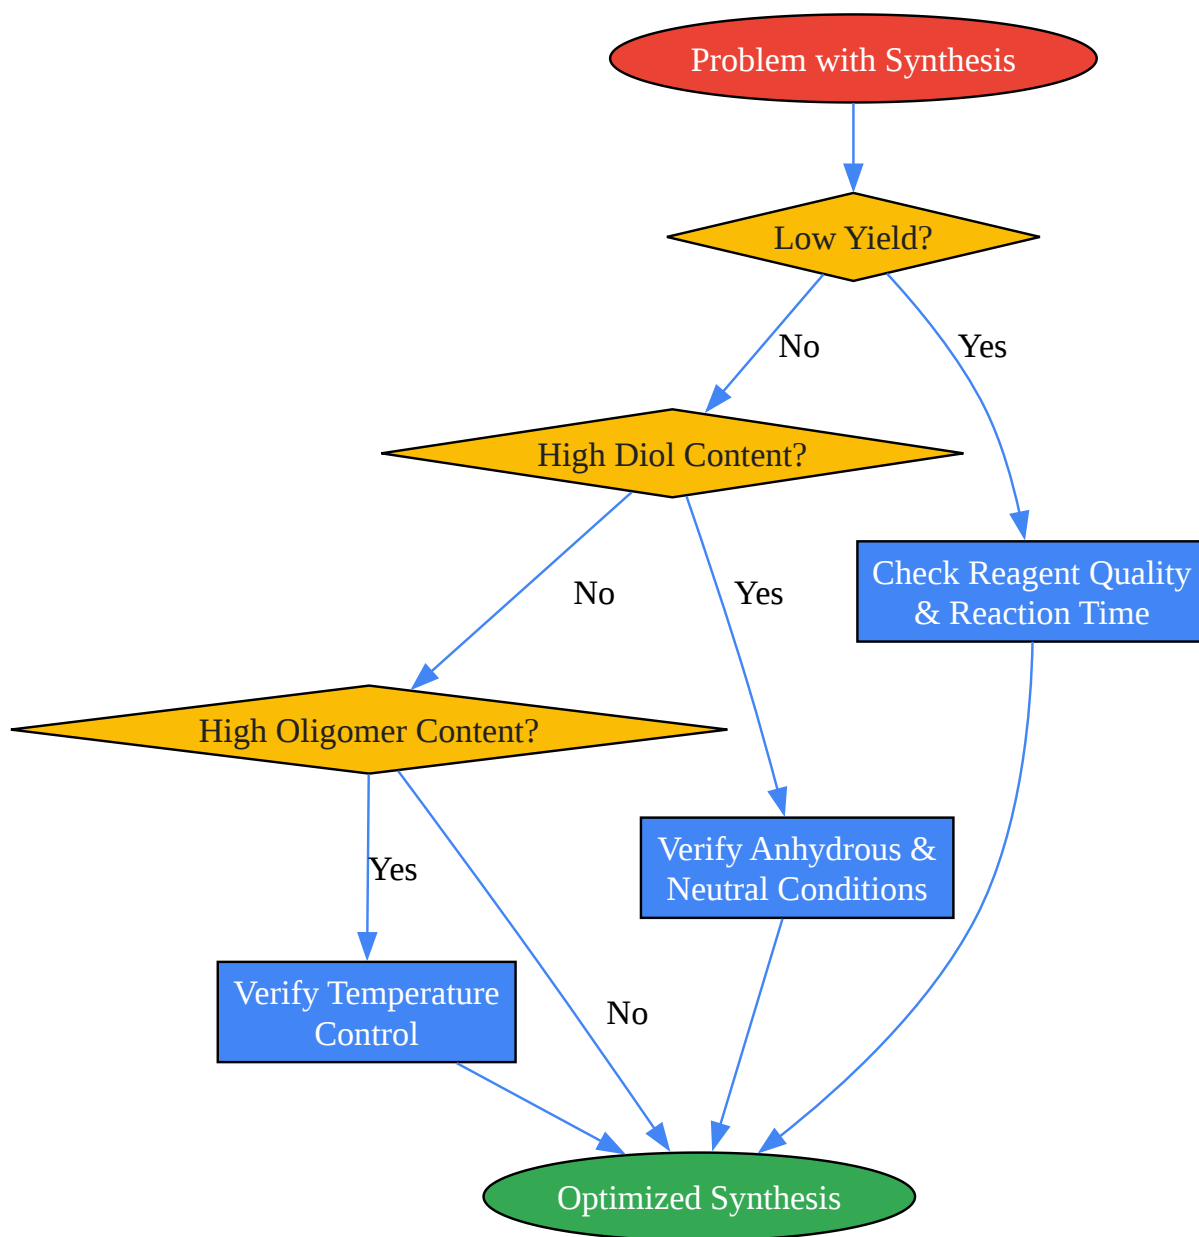 Problem with Synthesis
Low Yield?
No
Yes
High Diol Content?
No
Yes
Check Reagent Quality
& Reaction Time
High Oligomer Content?
Yes
No
Verify Anhydrous &
Neutral Conditions
Verify Temperature
Control
Optimized Synthesis